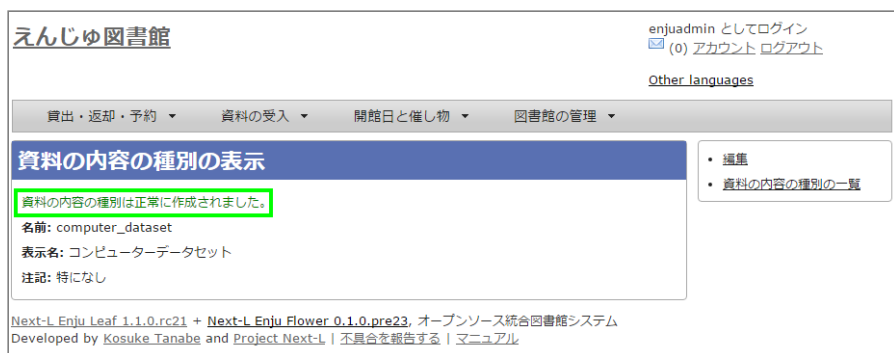 えんじゅ図書館
enjuadmin としてログイン
(0) アカウント ログアウト
Other languages
貸出・返却・予約 ▼ 資料の受入 ▼ 開館日と催し物 ▼ 図書館の管理 ▼
資料の内容の種別の表示
資料の内容の種別は正常に作成されました。
名前: computer_dataset
表示名: コンピューターデータセット
注記: 特になし
• 編集
• 資料の内容の種別の一覧
Next-L Enju Leaf 1.1.0.rc21 + Next-L Enju Flower 0.1.0.pre23, オープンソース統合図書館システム
Developed by Kosuke Tanabe and Project Next-L | 不具合を報告する | マニュアル